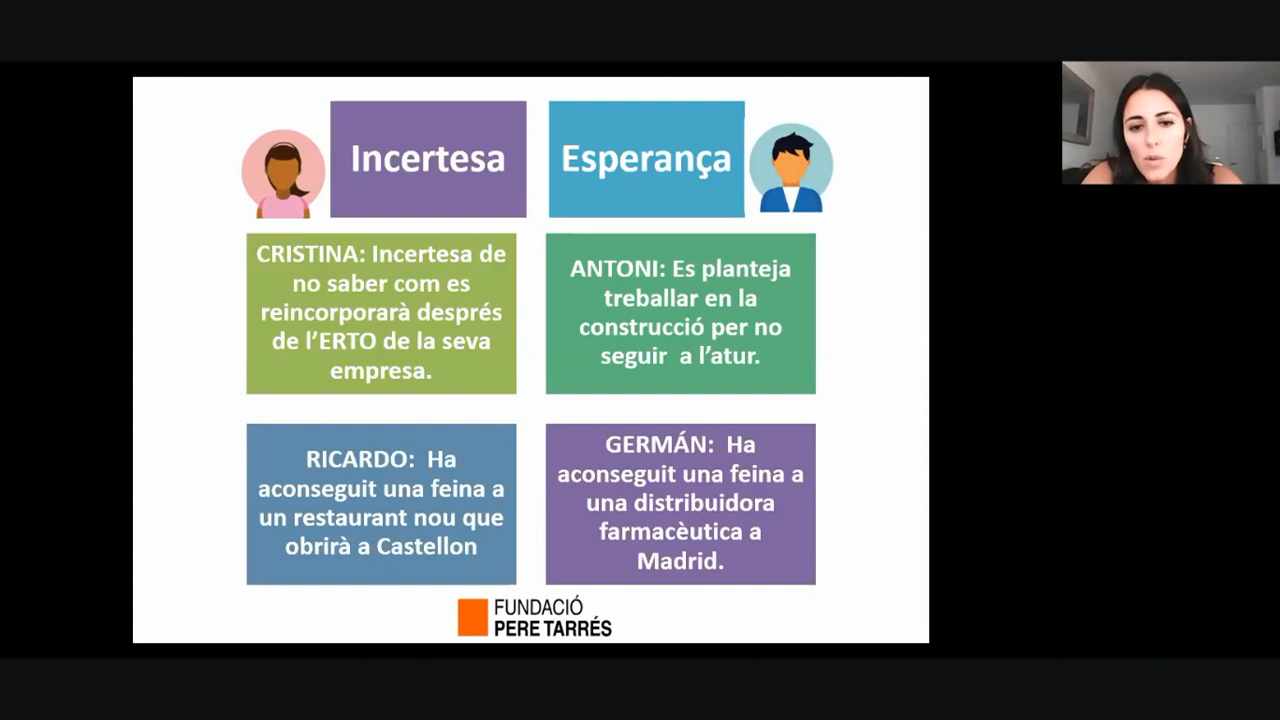 Incertesa
Esperança
CRISTINA: Incertesa de
no saber com es
reincorporarà després
de l'ERTO de la seva
empresa.
ANTONI: Es planteja
treballar en la
construcció per no
seguir  a l'atur.
RICARDO:  Ha
aconseguit una feina a
un restaurant nou que
obrirà a Castellon
GERMÁN:  Ha
aconseguit una feina a
una distribuidora
farmacèutica a
Madrid.
FUNDACIÓ
PERE TARRÉS